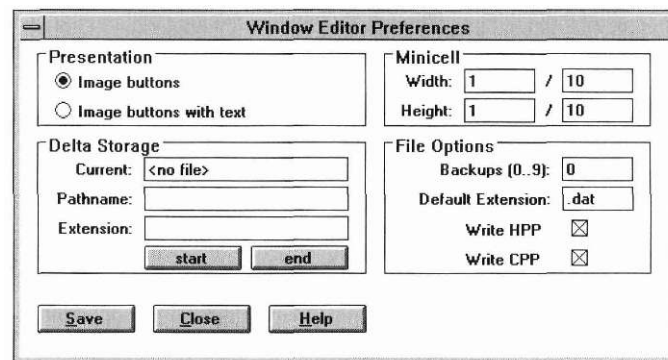 Window Editor Preferences
Presentation
Image buttons
Image buttons with text
Minicell
Width: 1 / 10
Height: 1 / 10
Delta Storage
Current: <no file>
Pathname:
Extension:
start end
File Options
Backups (0..9): 0
Default Extension: .dat
Write HPP
Write CPP
Save Close Help